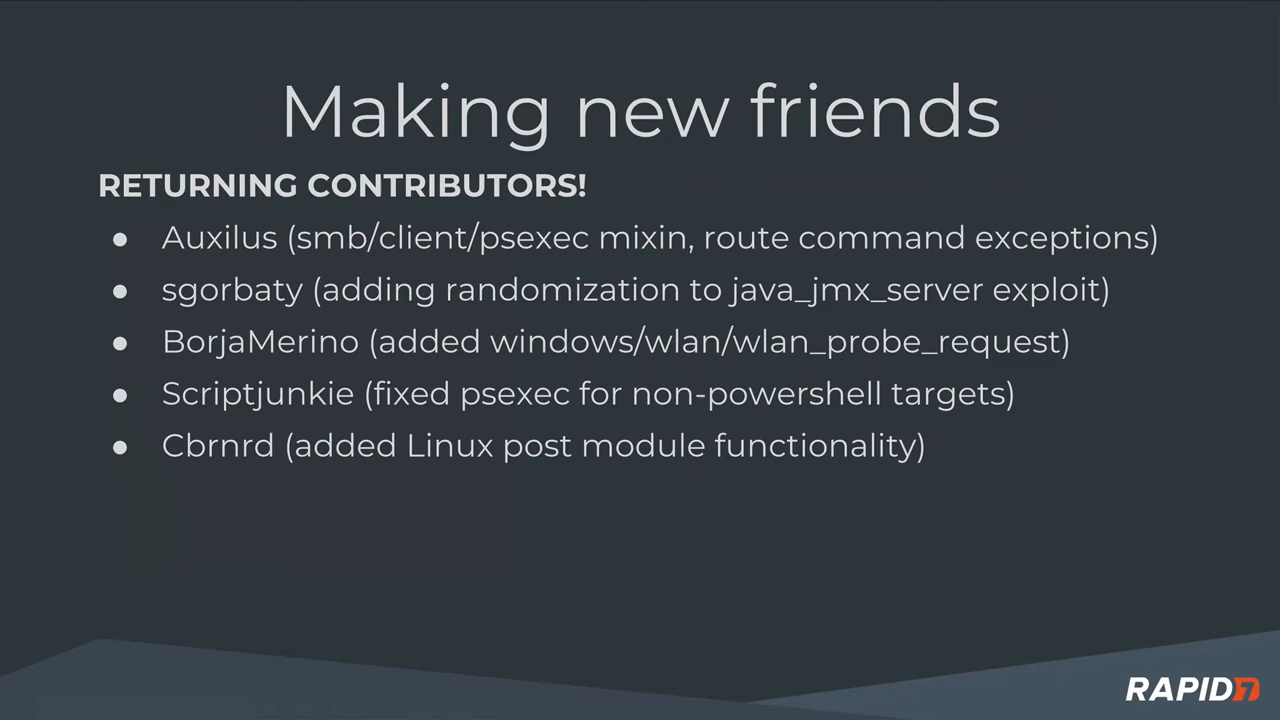 Making new friends
RETURNING CONTRIBUTORS!
● Auxilus (smb/client/psexec mixin, route command exceptions)
● sgorbaty (adding randomization to java_jmx_server exploit)
● BorjaMerino (added windows/wlan/wlan_probe_request)
● Scriptjunkie (fixed psexec for non-powershell targets)
● Cbrnrd (added Linux post module functionality)
RAPID7